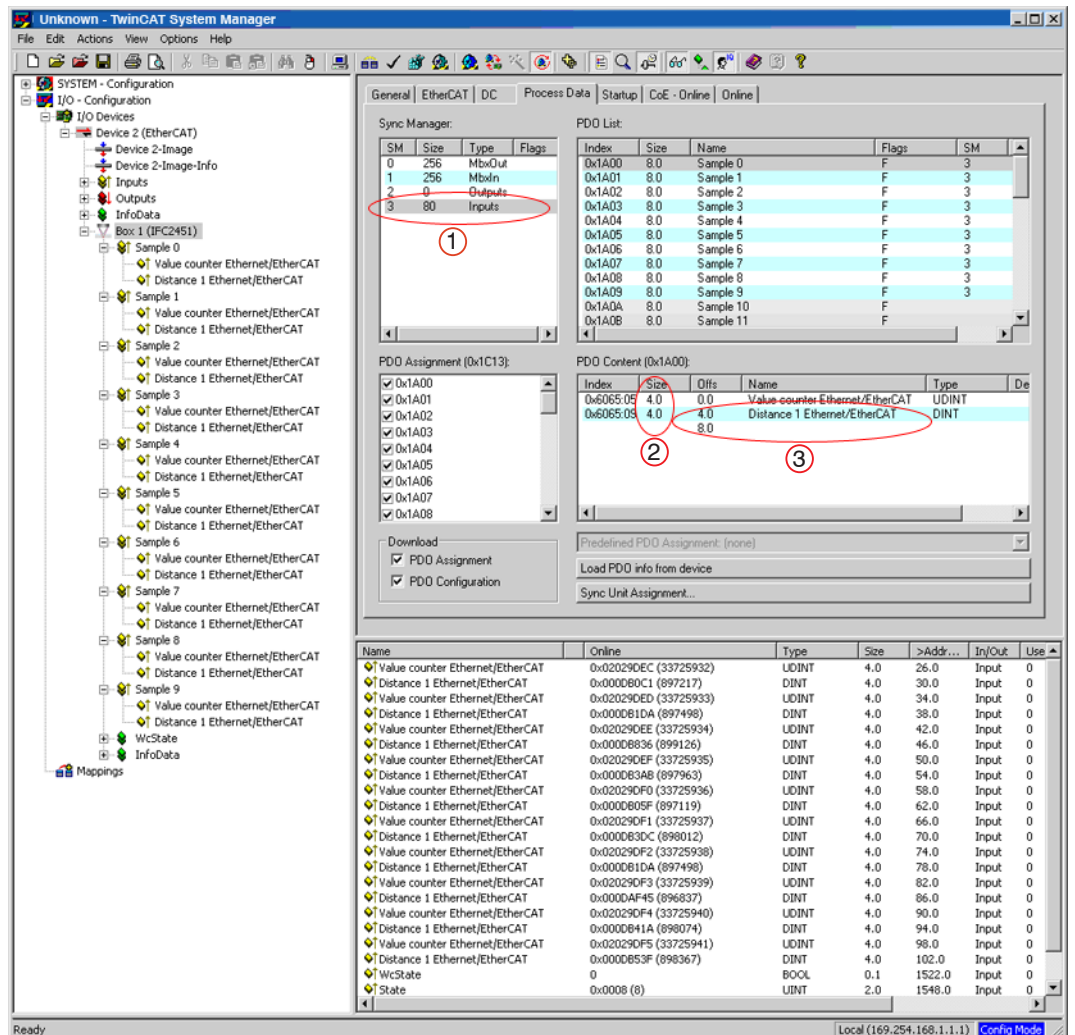 Unknown - TwinCAT System Manager
File Edit Actions View Options Help
SYSTEM - Configuration
I/O - Configuration
I/O Devices
Device 2 (EtherCAT)
Device 2-Image
Device 2-Image-Info
Inputs
Outputs
InfoData
Box 1 (IFC2451)
Sample 0
Value counter Ethernet/EtherCAT
Distance 1 Ethernet/EtherCAT
Sample 1
Value counter Ethernet/EtherCAT
Distance 1 Ethernet/EtherCAT
Sample 2
Value counter Ethernet/EtherCAT
Distance 1 Ethernet/EtherCAT
Sample 3
Value counter Ethernet/EtherCAT
Distance 1 Ethernet/EtherCAT
Sample 4
Value counter Ethernet/EtherCAT
Distance 1 Ethernet/EtherCAT
Sample 5
Value counter Ethernet/EtherCAT
Distance 1 Ethernet/EtherCAT
Sample 6
Value counter Ethernet/EtherCAT
Distance 1 Ethernet/EtherCAT
Sample 7
Value counter Ethernet/EtherCAT
Distance 1 Ethernet/EtherCAT
Sample 8
Value counter Ethernet/EtherCAT
Distance 1 Ethernet/EtherCAT
Sample 9
Value counter Ethernet/EtherCAT
Distance 1 Ethernet/EtherCAT
WcState
InfoData
Mappings
General EtherCAT DC Process Data Startup CoE - Online Online
Sync Manager:
SM Size Type Flags
0 256 MbxOut
1 256 MbxIn
2 0 Outputs
3 80 Inputs
1
PDO List:
Index Size Name Flags SM
0x1A00 8.0 Sample 0 F 3
0x1A01 8.0 Sample 1 F 3
0x1A02 8.0 Sample 2 F 3
0x1A03 8.0 Sample 3 F 3
0x1A04 8.0 Sample 4 F 3
0x1A05 8.0 Sample 5 F 3
0x1A06 8.0 Sample 6 F 3
0x1A07 8.0 Sample 7 F 3
0x1A08 8.0 Sample 8 F 3
0x1A09 8.0 Sample 9 F 3
0x1A0A 8.0 Sample 10 F
0x1A0B 8.0 Sample 11 F
PDO Assignment (0x1C13):
0x1A00
0x1A01
0x1A02
0x1A03
0x1A04
0x1A05
0x1A06
0x1A07
0x1A08
PDO Content (0x1A00):
Index Size Offs Name Type De
0x6065:05 4.0 0.0 Value counter Ethernet/EtherCAT UDINT
0x6065:09 4.0 4.0 Distance 1 Ethernet/EtherCAT DINT
8.0
2
3
Download
PDO Assignment
PDO Configuration
Predefined PDO Assignment: (none)
Load PDO info from device
Sync Unit Assignment...
Name Online Type Size >Addr... In/Out Use
Value counter Ethernet/EtherCAT 0x02029DEC (33725932) UDINT 4.0 26.0 Input 0
Distance 1 Ethernet/EtherCAT 0x000DB0C1 (897217) DINT 4.0 30.0 Input 0
Value counter Ethernet/EtherCAT 0x02029DED (33725933) UDINT 4.0 34.0 Input 0
Distance 1 Ethernet/EtherCAT 0x000DB1DA (897498) DINT 4.0 38.0 Input 0
Value counter Ethernet/EtherCAT 0x02029DEE (33725934) UDINT 4.0 42.0 Input 0
Distance 1 Ethernet/EtherCAT 0x000DB836 (899126) DINT 4.0 46.0 Input 0
Value counter Ethernet/EtherCAT 0x02029DEF (33725935) UDINT 4.0 50.0 Input 0
Distance 1 Ethernet/EtherCAT 0x000DB3AB (897963) DINT 4.0 54.0 Input 0
Value counter Ethernet/EtherCAT 0x02029DF0 (33725936) UDINT 4.0 58.0 Input 0
Distance 1 Ethernet/EtherCAT 0x000DB05F (897119) DINT 4.0 62.0 Input 0
Value counter Ethernet/EtherCAT 0x02029DF1 (33725937) UDINT 4.0 66.0 Input 0
Distance 1 Ethernet/EtherCAT 0x000DB3DC (898012) DINT 4.0 70.0 Input 0
Value counter Ethernet/EtherCAT 0x02029DF2 (33725938) UDINT 4.0 74.0 Input 0
Distance 1 Ethernet/EtherCAT 0x000DB1DA (897498) DINT 4.0 78.0 Input 0
Value counter Ethernet/EtherCAT 0x02029DF3 (33725939) UDINT 4.0 82.0 Input 0
Distance 1 Ethernet/EtherCAT 0x000DAF45 (896837) DINT 4.0 86.0 Input 0
Value counter Ethernet/EtherCAT 0x02029DF4 (33725940) UDINT 4.0 90.0 Input 0
Distance 1 Ethernet/EtherCAT 0x000DB41A (898074) DINT 4.0 94.0 Input 0
Value counter Ethernet/EtherCAT 0x02029DF5 (33725941) UDINT 4.0 98.0 Input 0
Distance 1 Ethernet/EtherCAT 0x000DB53F (898367) DINT 4.0 102.0 Input 0
WcState 0 BOOL 0.1 1522.0 Input 0
State 0x0008 (8) UINT 2.0 1548.0 Input 0
Ready
Local (169.254.168.1.1.1) Config Mode